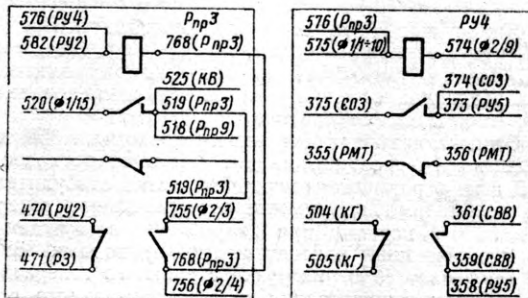 Рпр3
576(РУ4)
582(РУ2)
768(Рпр3)
525(КВ)
520(ф1/15)
519(Рпр3)
518(Рпр9)
519(Рпр3)
470(РУ2)
755(ф2/3)
471(РЗ)
768(Рпр3)
756(ф2/4)
РУ4
576(Рпр3)
575(ф1/1÷10)
574(ф2/9)
374(СОЗ)
375(СОЗ)
373(РУ5)
355(РМТ)
356(РМТ)
504(КГ)
361(СВВ)
505(КГ)
359(СВВ)
358(РУ5)